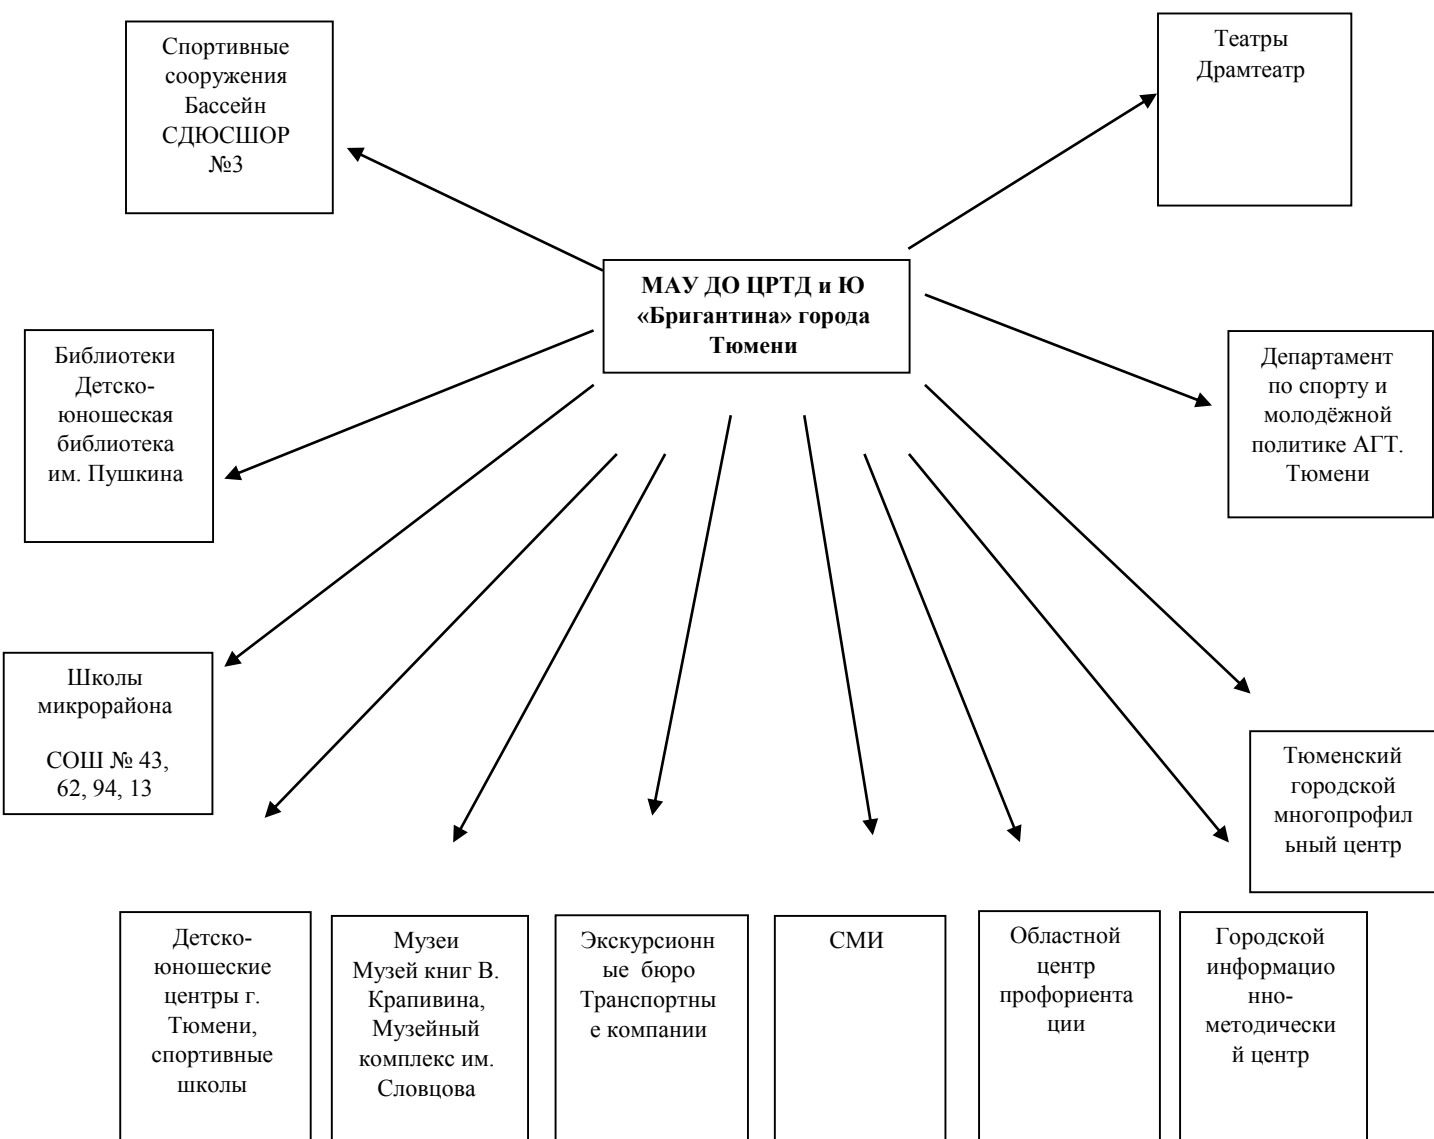 Спортивные
сооружения
Бассейн
СДЮСШОР
№3
Театры
Драмтеатр
МАУ ДО ЦРТД и Ю
«Бригантина» города
Тюмени
Библиотеки
Детско-
юношеская
библиотека
им. Пушкина
Департамент
по спорту и
молодёжной
политике АГТ.
Тюмени
Школы
микрорайона
СОШ № 43,
62, 94, 13
Тюменский
городской
многопрофил
ьный центр
Детско-
юношеские
центры г.
Тюмени,
спортивные
школы
Музеи
Музей книг В.
Крапивина,
Музейный
комплекс им.
Словцова
Экскурсионн
ые бюро
Транспортны
е компании
СМИ
Областной
центр
профориента
ции
Городской
информацио
нно-
методически
й центр